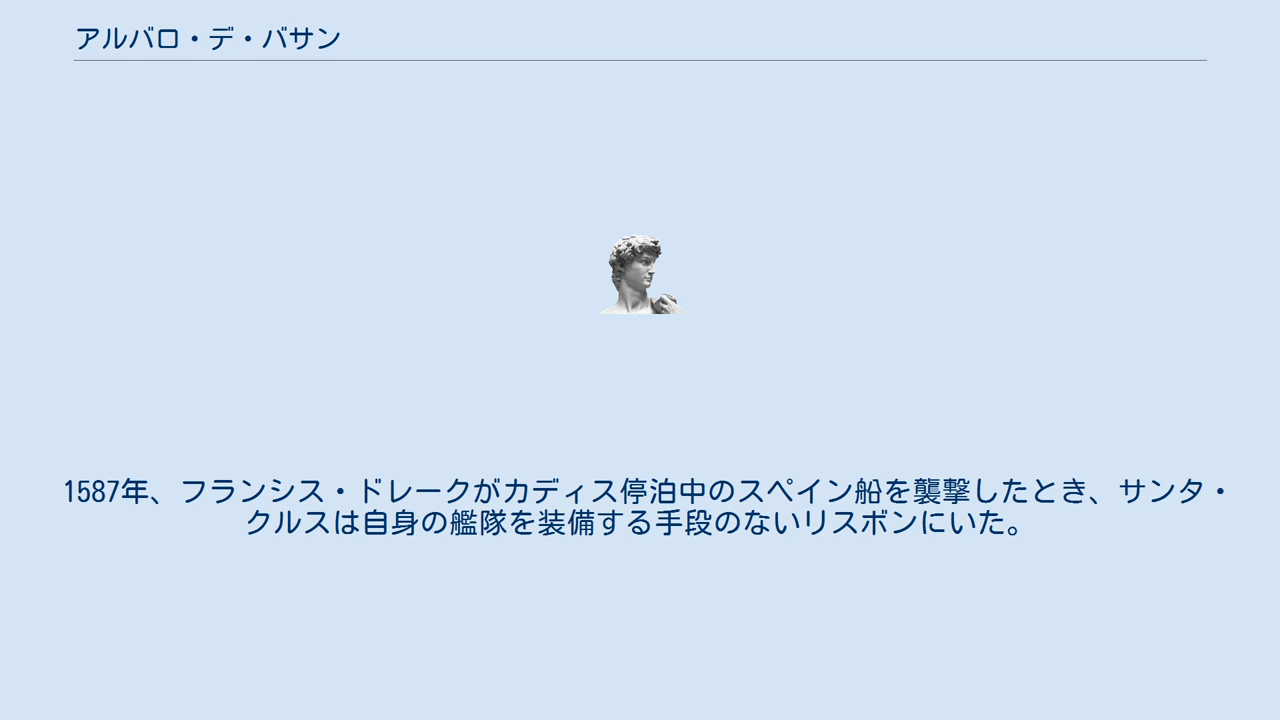 アルバロ・デ・バサン
1587年、フランシス・ドレークがカディス停泊中のスペイン船を襲撃したとき、サンタ・
クルスは自身の艦隊を装備する手段のないリスボンにいた。